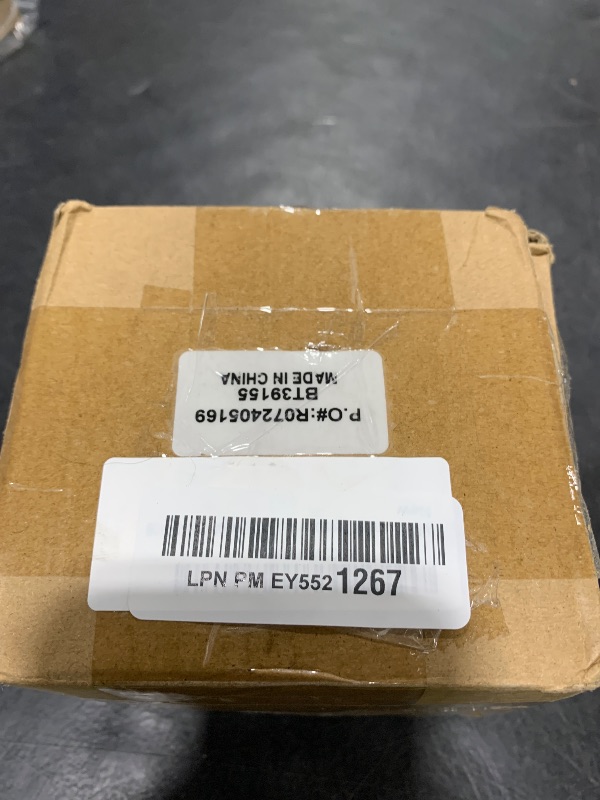 P.O#:R072405169
BT39155
MADE IN CHINA
LPN PM EY552 1267